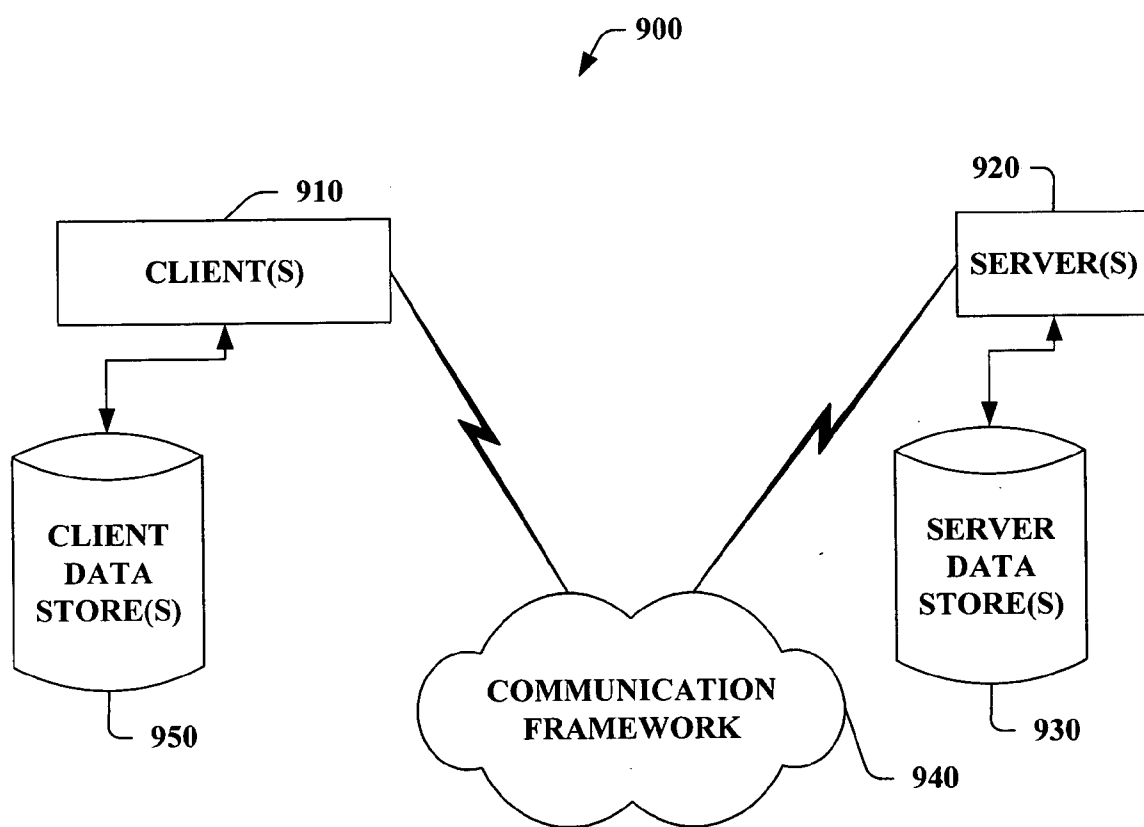 900
910
920
CLIENT(S)
SERVER(S)
CLIENT
DATA
STORE(S)
SERVER
DATA
STORE(S)
COMMUNICATION
FRAMEWORK
950
930
940